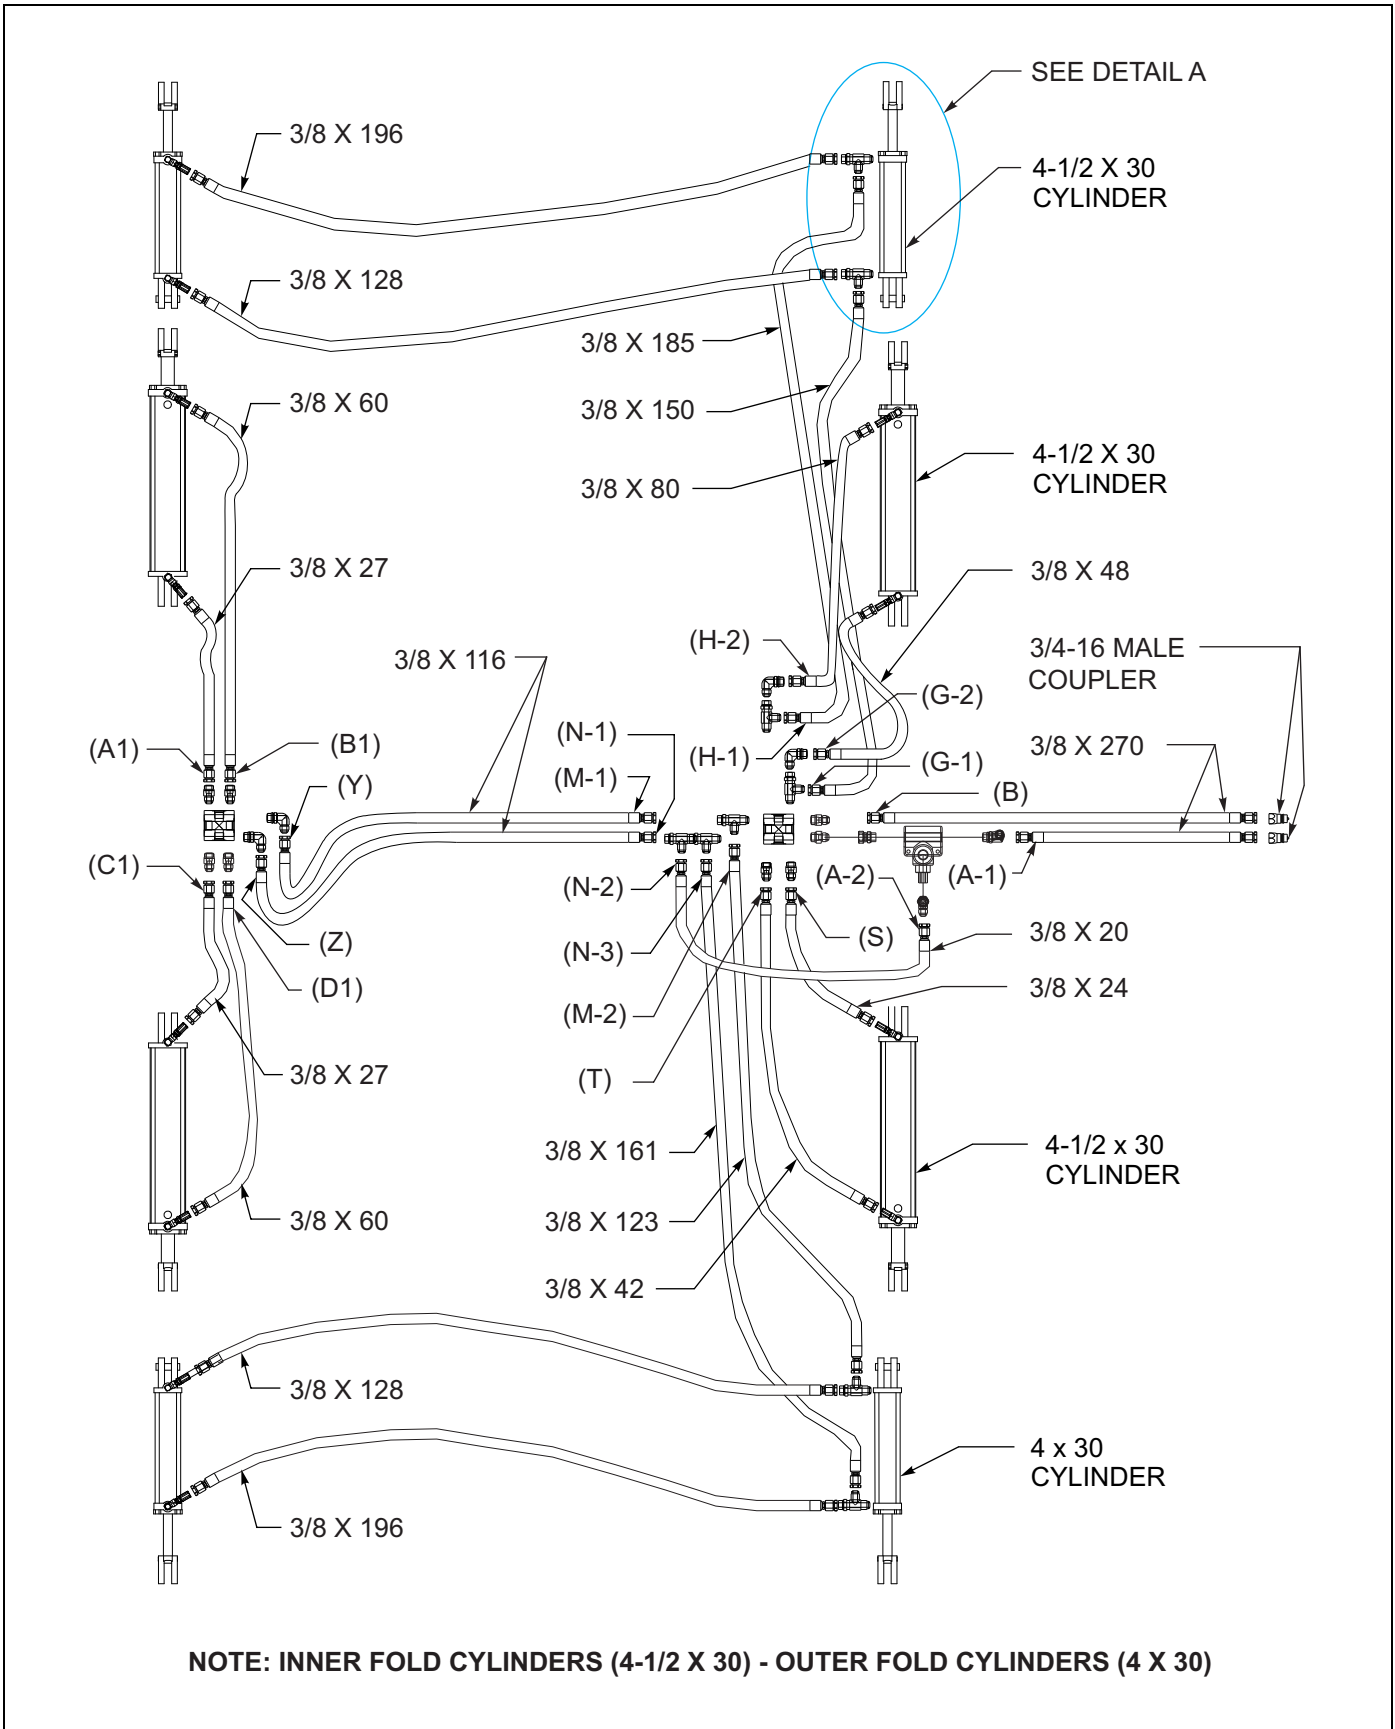 SEE DETAIL A
3/8 X 196
4-1/2 X 30
CYLINDER
3/8 X 128
3/8 X 185
3/8 X 60
3/8 X 150
4-1/2 X 30
CYLINDER
3/8 X 80
3/8 X 27
3/8 X 48
(H-2)
3/4-16 MALE
COUPLER
3/8 X 116
(G-2)
(N-1)
(A1)
(B1)
(H-1)
3/8 X 270
(M-1)
(G-1)
(Y)
(B)
(C1)
(N-2)
(A-2)
(A-1)
(Z)
(S)
3/8 X 20
(N-3)
(D1)
3/8 X 24
(M-2)
3/8 X 27
(T)
3/8 X 161
4-1/2 x 30
CYLINDER
3/8 X 60
3/8 X 123
3/8 X 42
3/8 X 128
4 x 30
CYLINDER
3/8 X 196
NOTE: INNER FOLD CYLINDERS (4-1/2 X 30) - OUTER FOLD CYLINDERS (4 X 30)